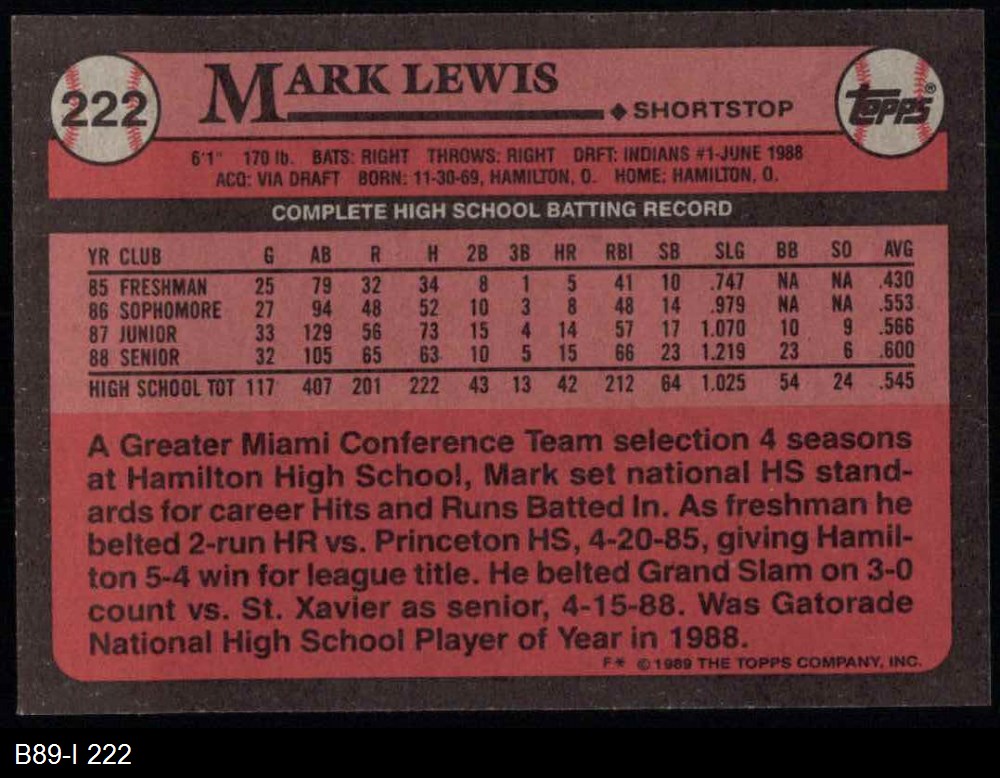 222
MARK LEWIS
◆ SHORTSTOP
Topps®
6'1" 170 lb. BATS: RIGHT THROWS: RIGHT DRFT: INDIANS #1-JUNE 1988
ACQ: VIA DRAFT BORN: 11-30-69, HAMILTON, O. HOME: HAMILTON, O.
COMPLETE HIGH SCHOOL BATTING RECORD
YR CLUB G AB R H 2B 3B HR RBI SB SLG BB SO AVG
85 FRESHMAN 25 79 32 34 8 1 5 41 10 .747 NA NA .430
86 SOPHOMORE 27 94 48 52 10 3 8 48 14 .979 NA NA .553
87 JUNIOR 33 129 56 73 15 4 14 57 17 1.070 10 9 .566
88 SENIOR 32 105 65 63 10 5 15 66 23 1.219 23 6 .600
HIGH SCHOOL TOT 117 407 201 222 43 13 42 212 64 1.025 54 24 .545
A Greater Miami Conference Team selection 4 seasons
at Hamilton High School, Mark set national HS stand-
ards for career Hits and Runs Batted In. As freshman he
belted 2-run HR vs. Princeton HS, 4-20-85, giving Hamil-
ton 5-4 win for league title. He belted Grand Slam on 3-0
count vs. St. Xavier as senior, 4-15-88. Was Gatorade
National High School Player of Year in 1988.
F* ©1989 THE TOPPS COMPANY, INC.
B89-I 222